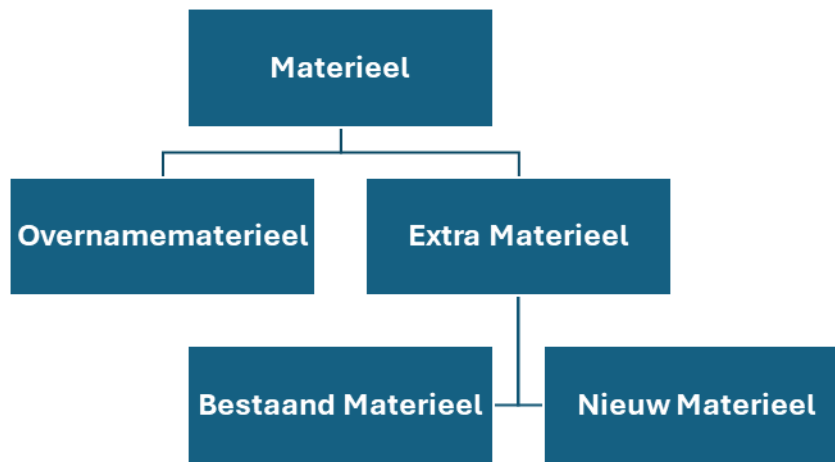 Materieel
Overnamematerieel
Extra Materieel
Bestaand Materieel
Nieuw Materieel